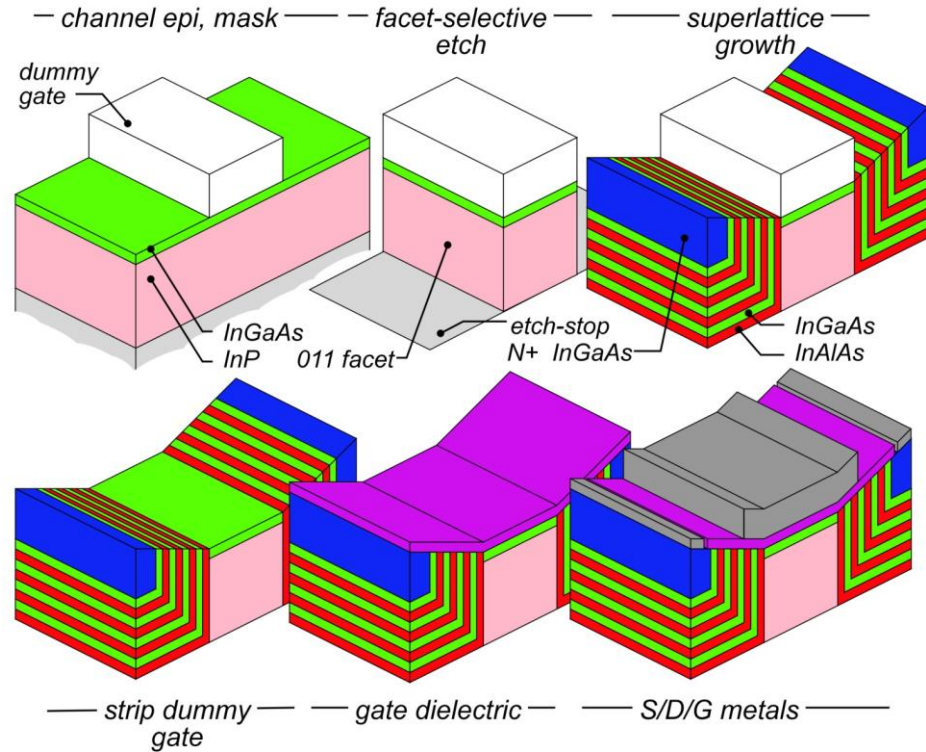 channel epi, mask
facet-selective
etch
superlattice
growth
dummy
gate
InGaAs
InP
011 facet
etch-stop
N+ InGaAs
InGaAs
InAlAs
strip dummy
gate
gate dielectric
S/D/G metals